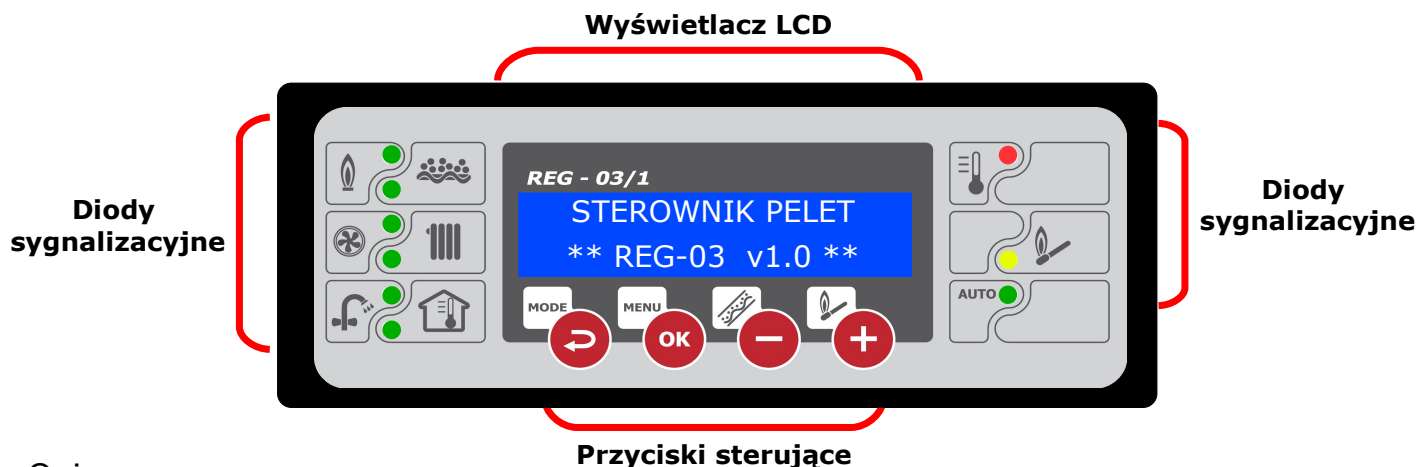 Wyświetlacz LCD
Diody
sygnalizacyjne
REG - 03/1
STEROWNIK PELET
** REG-03 v1.0 **
MODE
MENU
OK
AUTO
Diody
sygnalizacyjne
Przyciski sterujące